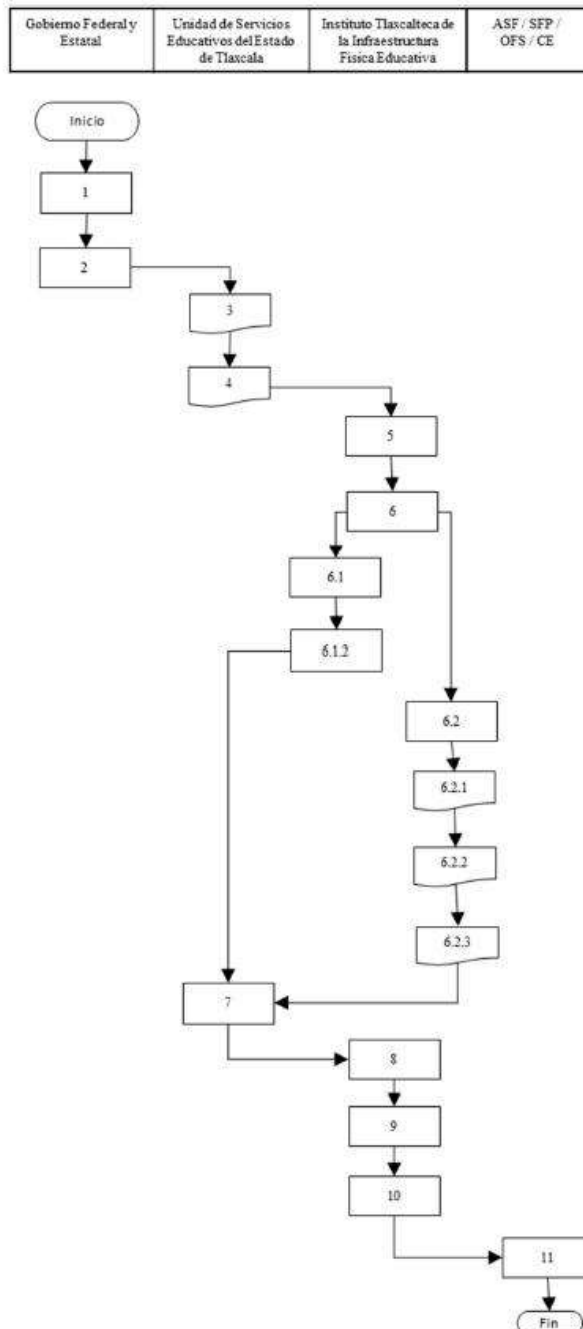 Gobierno Federal y
Estatal
Unidad de Servicios
Educativos del Estado
de Tlaxcala
Instituto Tlaxcalteca de
la Infraestructura
Física Educativa
ASF / SFP /
OFS / CE
Inicio
1
2
3
4
5
6
6.1
6.1.2
6.2
6.2.1
6.2.2
6.2.3
7
8
9
10
11
Fin